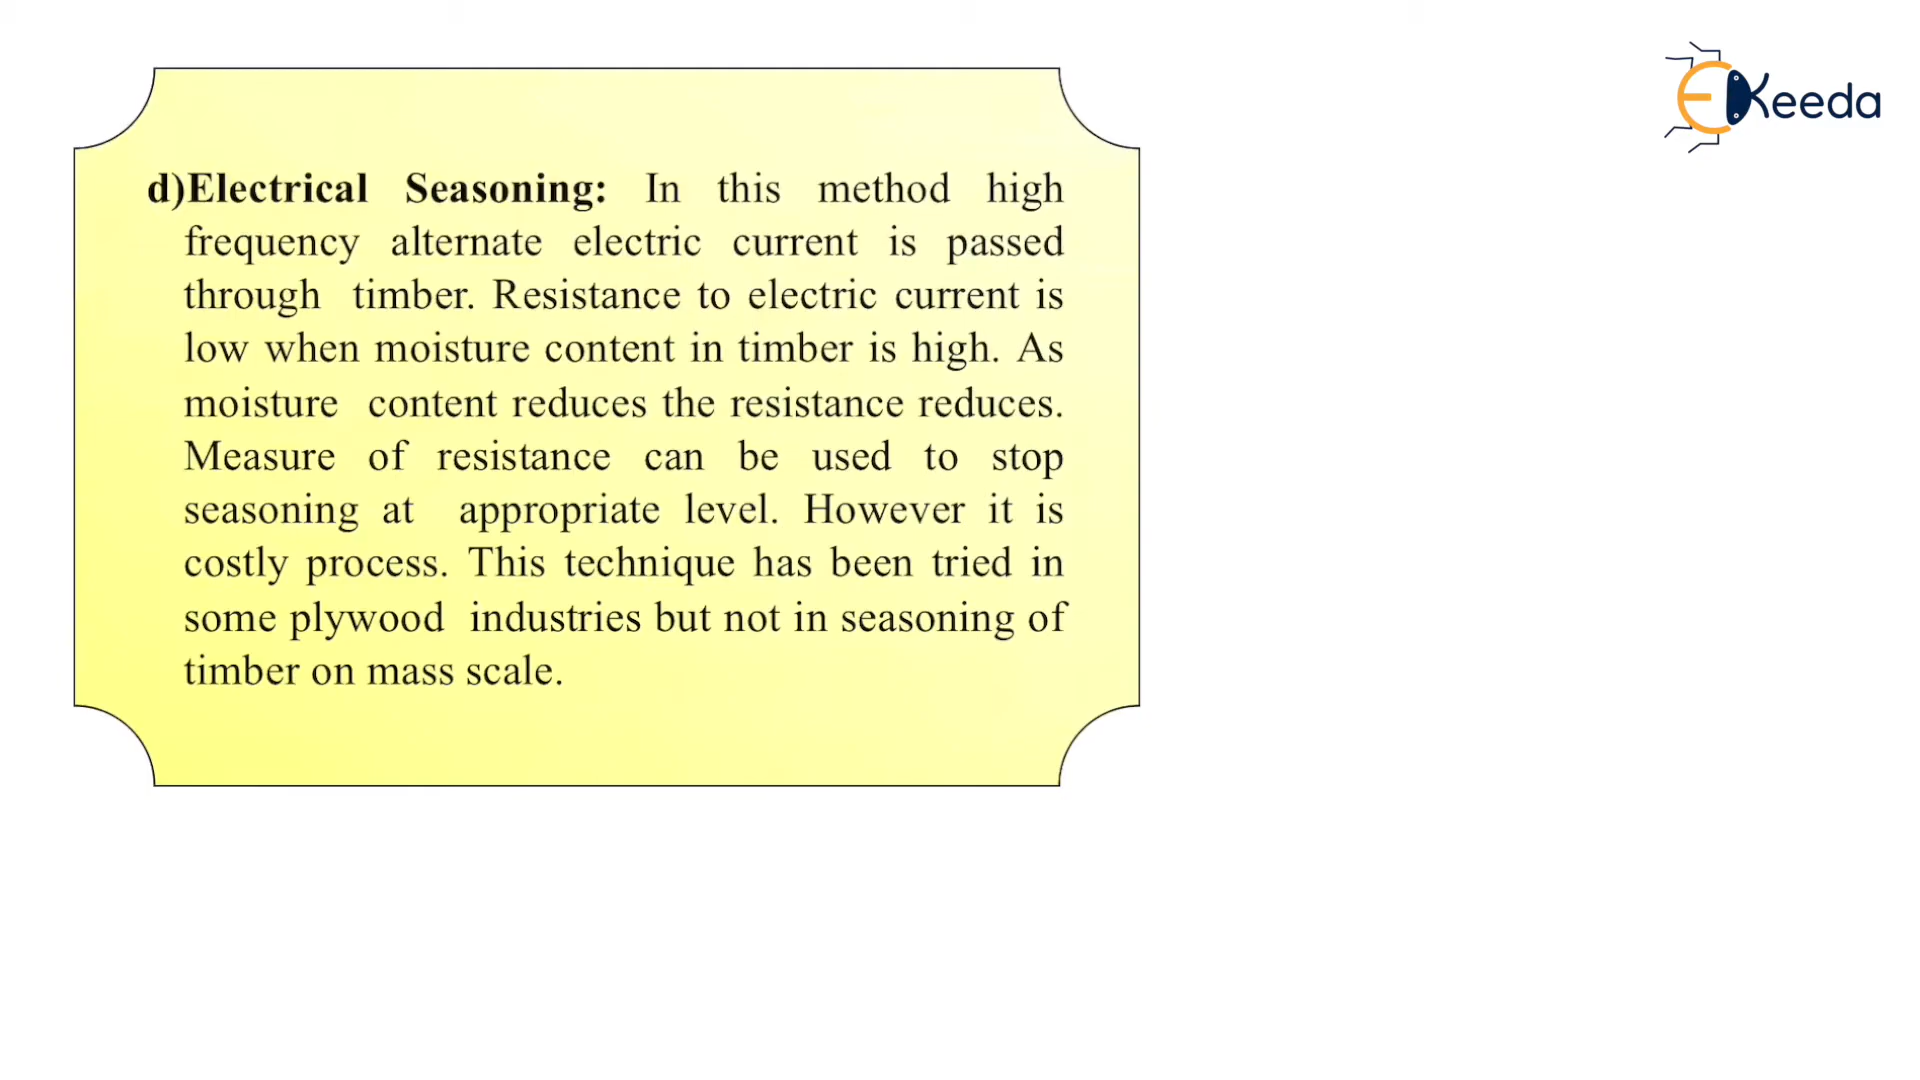 EKeeda
d)Electrical Seasoning: In this method high
frequency alternate electric current is passed
through timber. Resistance to electric current is
low when moisture content in timber is high. As
moisture content reduces the resistance reduces.
Measure of resistance can be used to stop
seasoning at appropriate level. However it is
costly process. This technique has been tried in
some plywood industries but not in seasoning of
timber on mass scale.